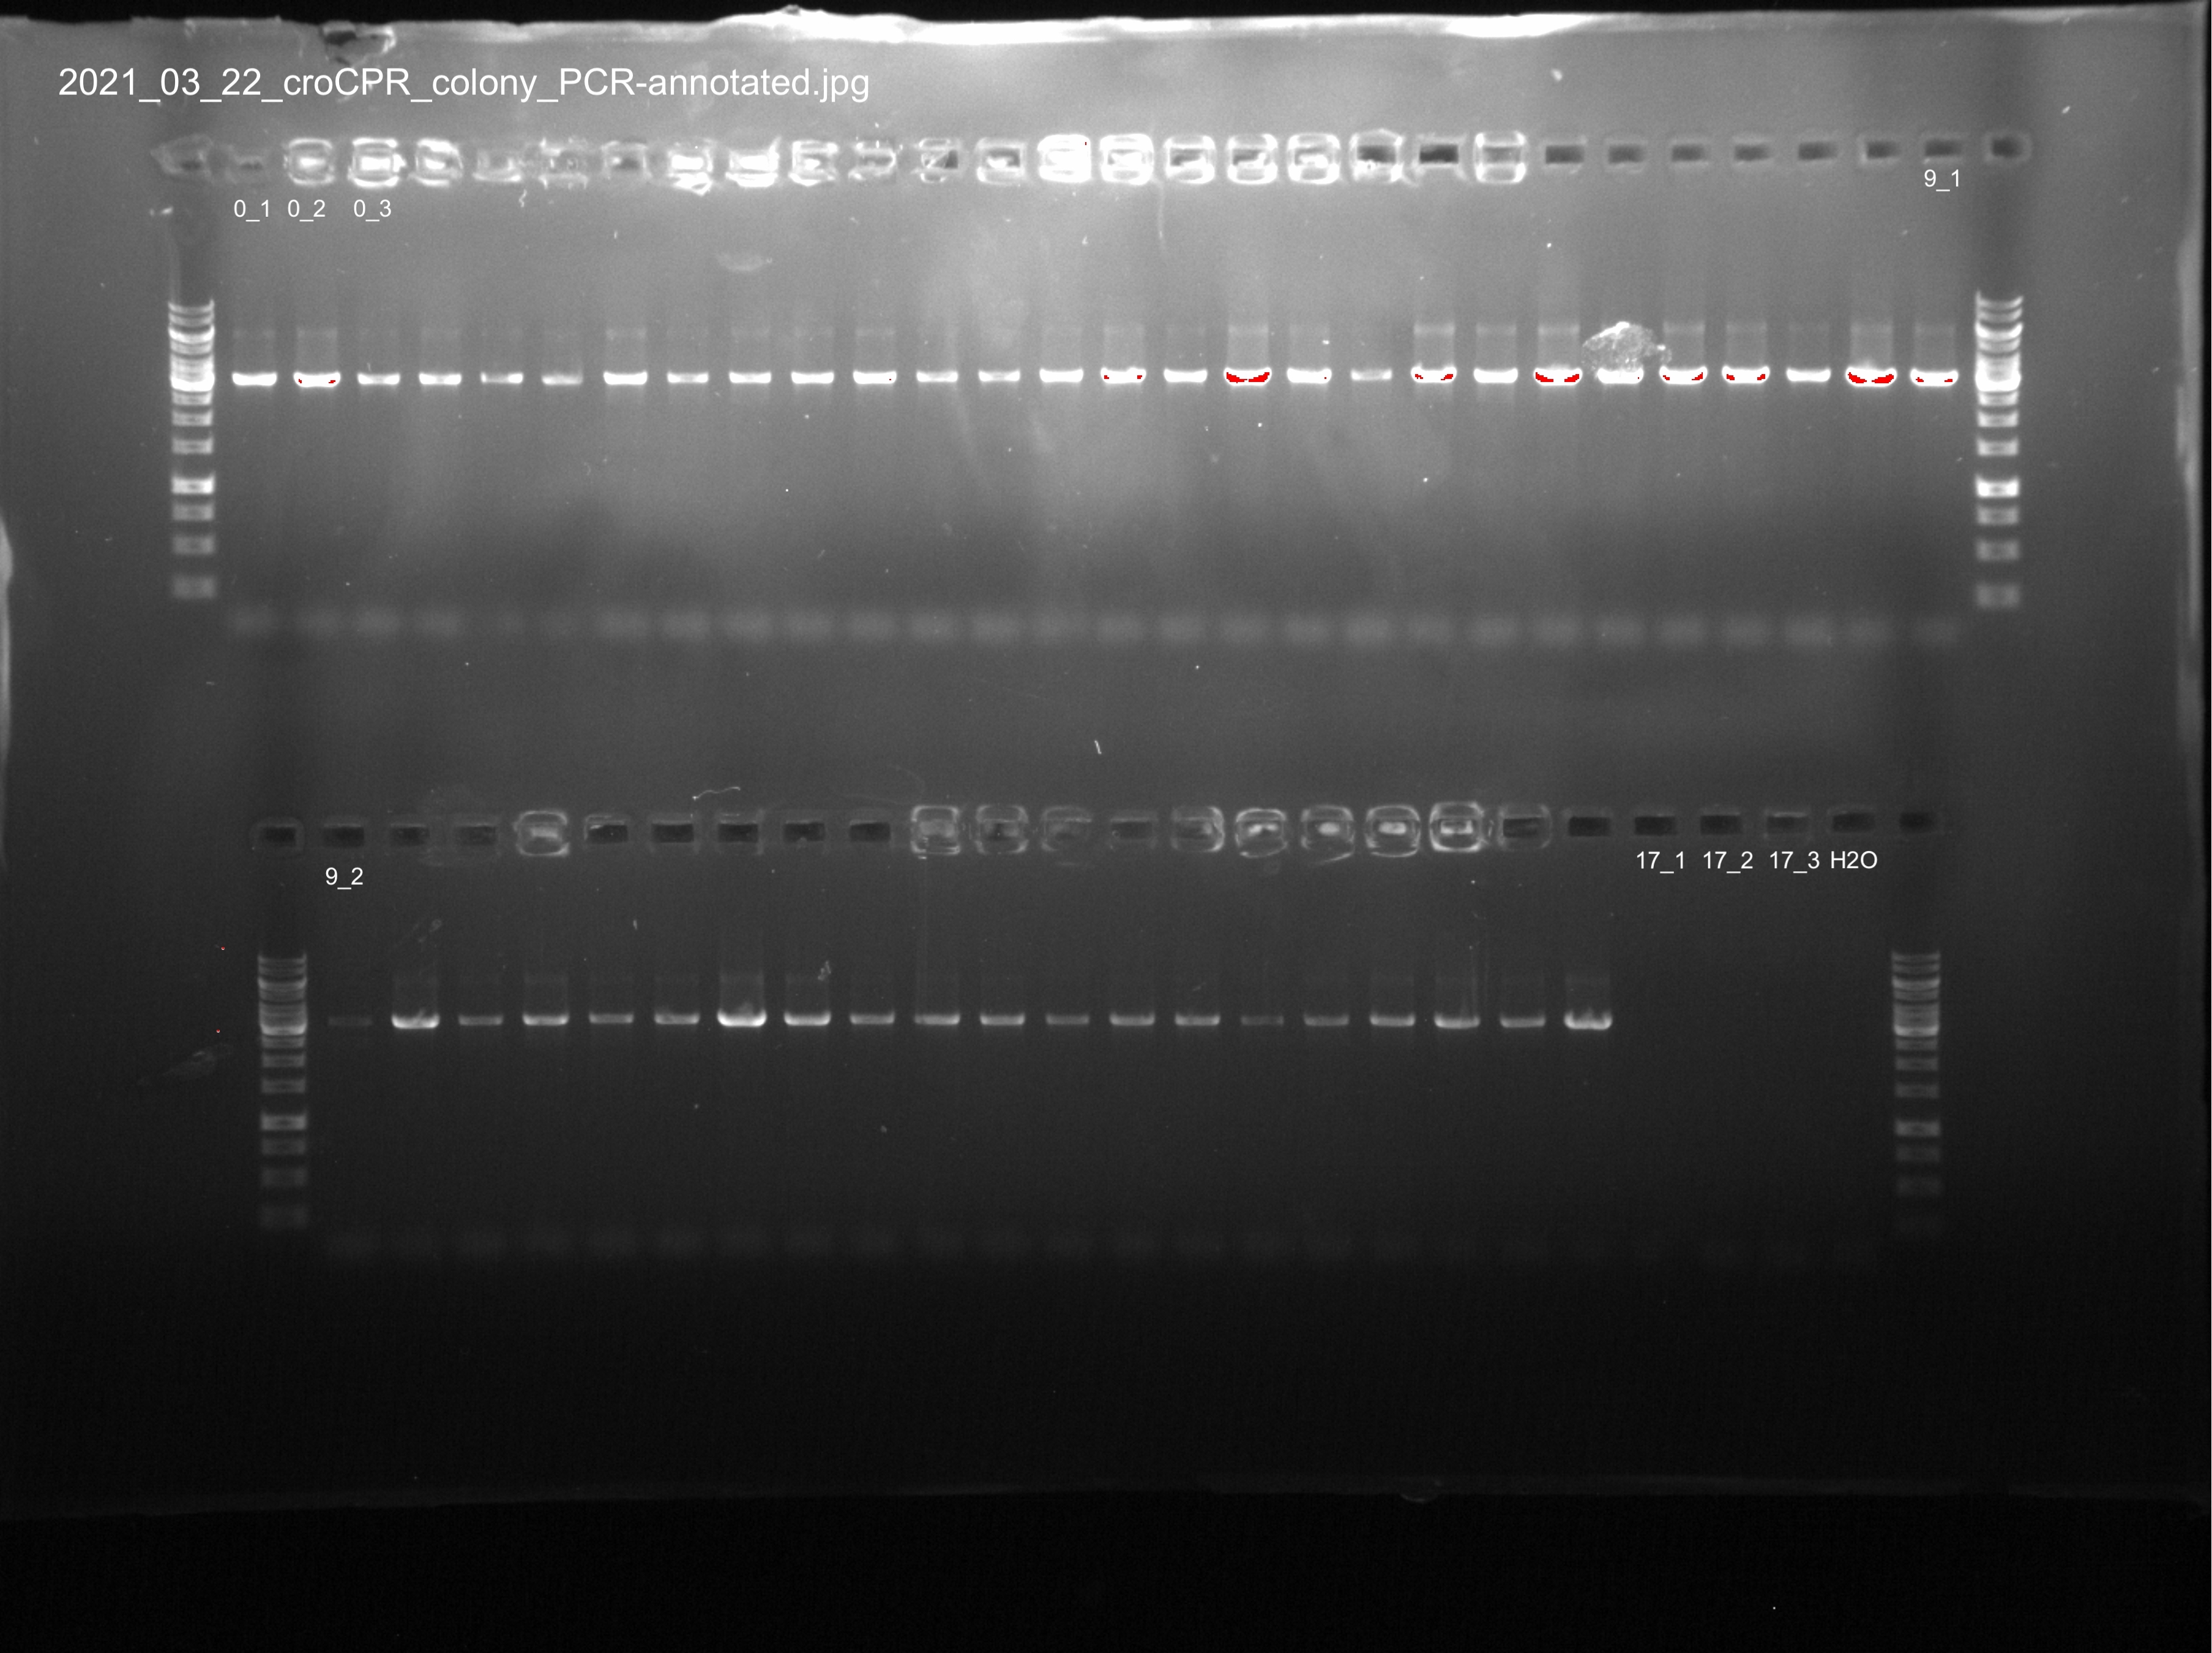 2021_03_22_croCPR_colony_PCR-annotated.jpg
0_1 0_2 0_3 9_1
9_2 17_1 17_2 17_3 H2O